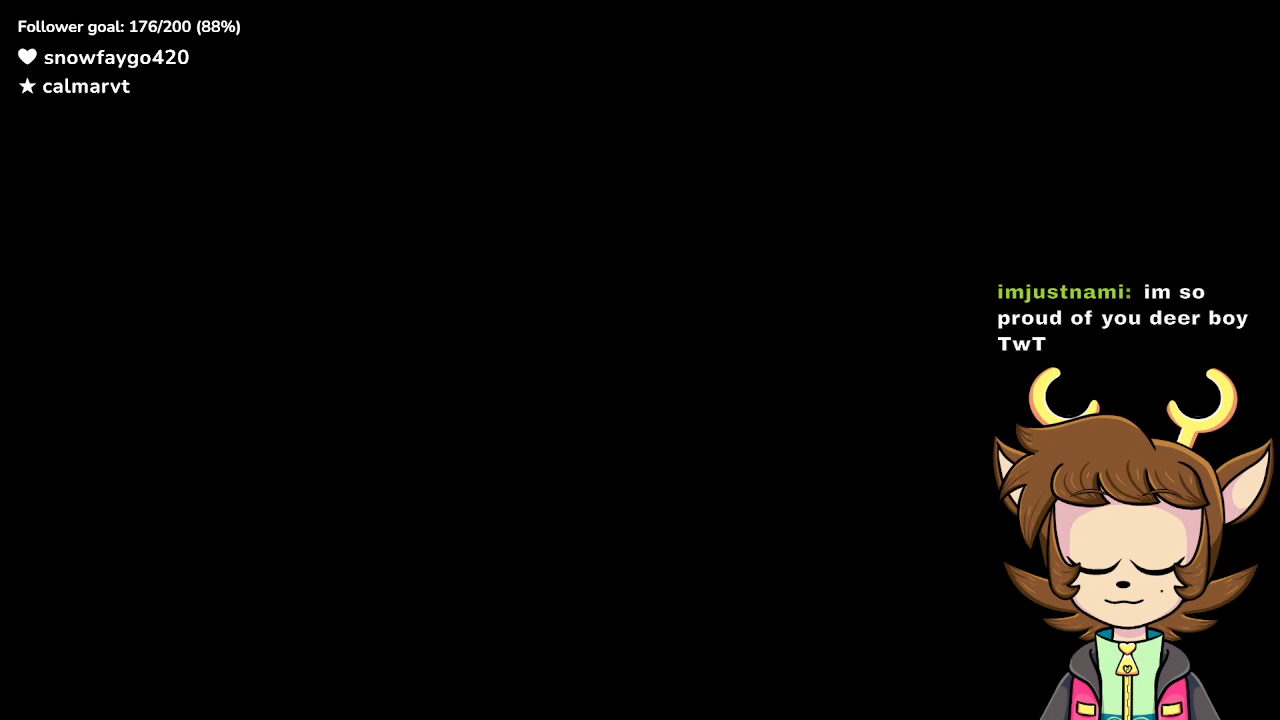 Follower goal: 176/200 (88%)
snowfaygo420
calmarvt
imjustnami: im so
proud of you deer boy
TwT